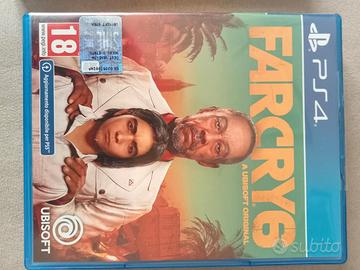 PS4
FARCRY6
A UBISOFT ORIGINAL
18
www.pegi.info
Aggiornamento disponibile per PS5
UBISOFT
subito